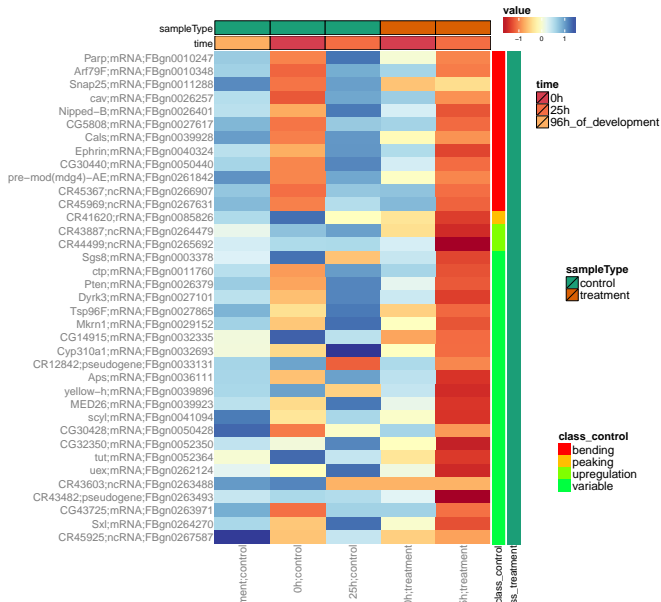 value
-1 0 1
sampleType
time
Parp;mRNA;FBgn0010247
Arf79F;mRNA;FBgn0010348
Snap25;mRNA;FBgn0011288
cav;mRNA;FBgn0026257
Nipped-B;mRNA;FBgn0026401
CG5808;mRNA;FBgn0027617
Cals;mRNA;FBgn0039928
Ephrin;mRNA;FBgn0040324
CG30440;mRNA;FBgn0050440
pre-mod(mdg4)-AE;mRNA;FBgn0261842
CR45367;ncRNA;FBgn0266907
CR45969;ncRNA;FBgn0267631
CR41620;rRNA;FBgn0085826
CR43887;ncRNA;FBgn0264479
CR44499;ncRNA;FBgn0265692
Sgs8;mRNA;FBgn0003378
ctp;mRNA;FBgn0011760
Pten;mRNA;FBgn0026379
Dyrk3;mRNA;FBgn0027101
Tsp96F;mRNA;FBgn0027865
Mkrn1;mRNA;FBgn0029152
CG14915;mRNA;FBgn0032335
Cyp310a1;mRNA;FBgn0032693
CR12842;pseudogene;FBgn0033131
Aps;mRNA;FBgn0036111
yellow-h;mRNA;FBgn0039896
MED26;mRNA;FBgn0039923
scyl;mRNA;FBgn0041094
CG30428;mRNA;FBgn0050428
CG32350;mRNA;FBgn0052350
tut;mRNA;FBgn0052364
uex;mRNA;FBgn0262124
CR43603;ncRNA;FBgn0263488
CR43482;pseudogene;FBgn0263493
CG43725;mRNA;FBgn0263971
Sxl;mRNA;FBgn0264270
CR45925;ncRNA;FBgn0267587
ment;control
0h;control
25h;control
0h;treatment
5h;treatment
class_control
ss_treatment
time
0h
25h
96h_of_development
sampleType
control
treatment
class_control
bending
peaking
upregulation
variable